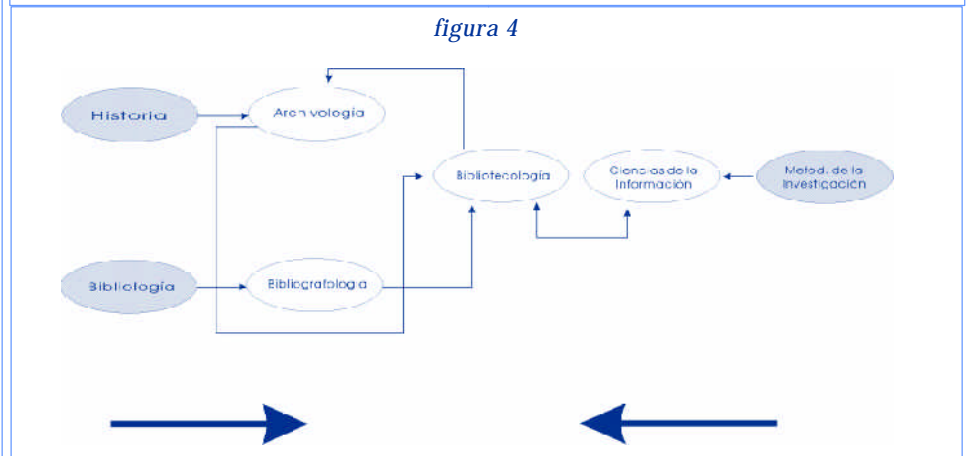 figura 4
Historia
Archivología
Bibliotecología
Ciencias de la
Información
Metod. de la
Investigación
Bibliología
Bibliografología